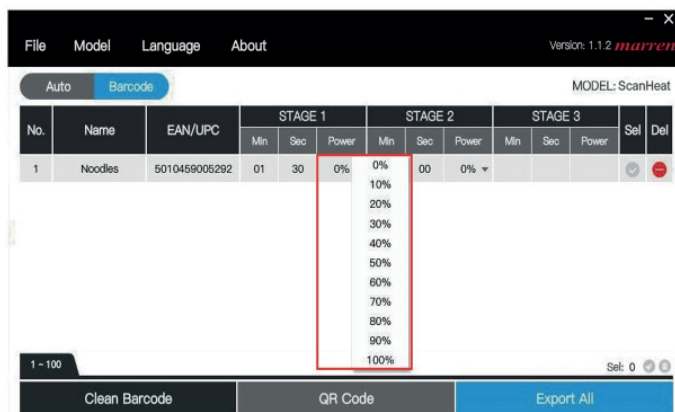 File Model Language About Version: 1.1.2 marren
Auto Barcode MODEL: ScanHeat
No. Name EAN/UPC STAGE 1 STAGE 2 STAGE 3 Sel Del
Min Sec Power Min Sec Power Min Sec Power
1 Noodles 5010459005292 01 30 0% 0% 00 0%
10%
20%
30%
40%
50%
60%
70%
80%
90%
100%
1 - 100 Sel: 0
Clean Barcode QR Code Export All